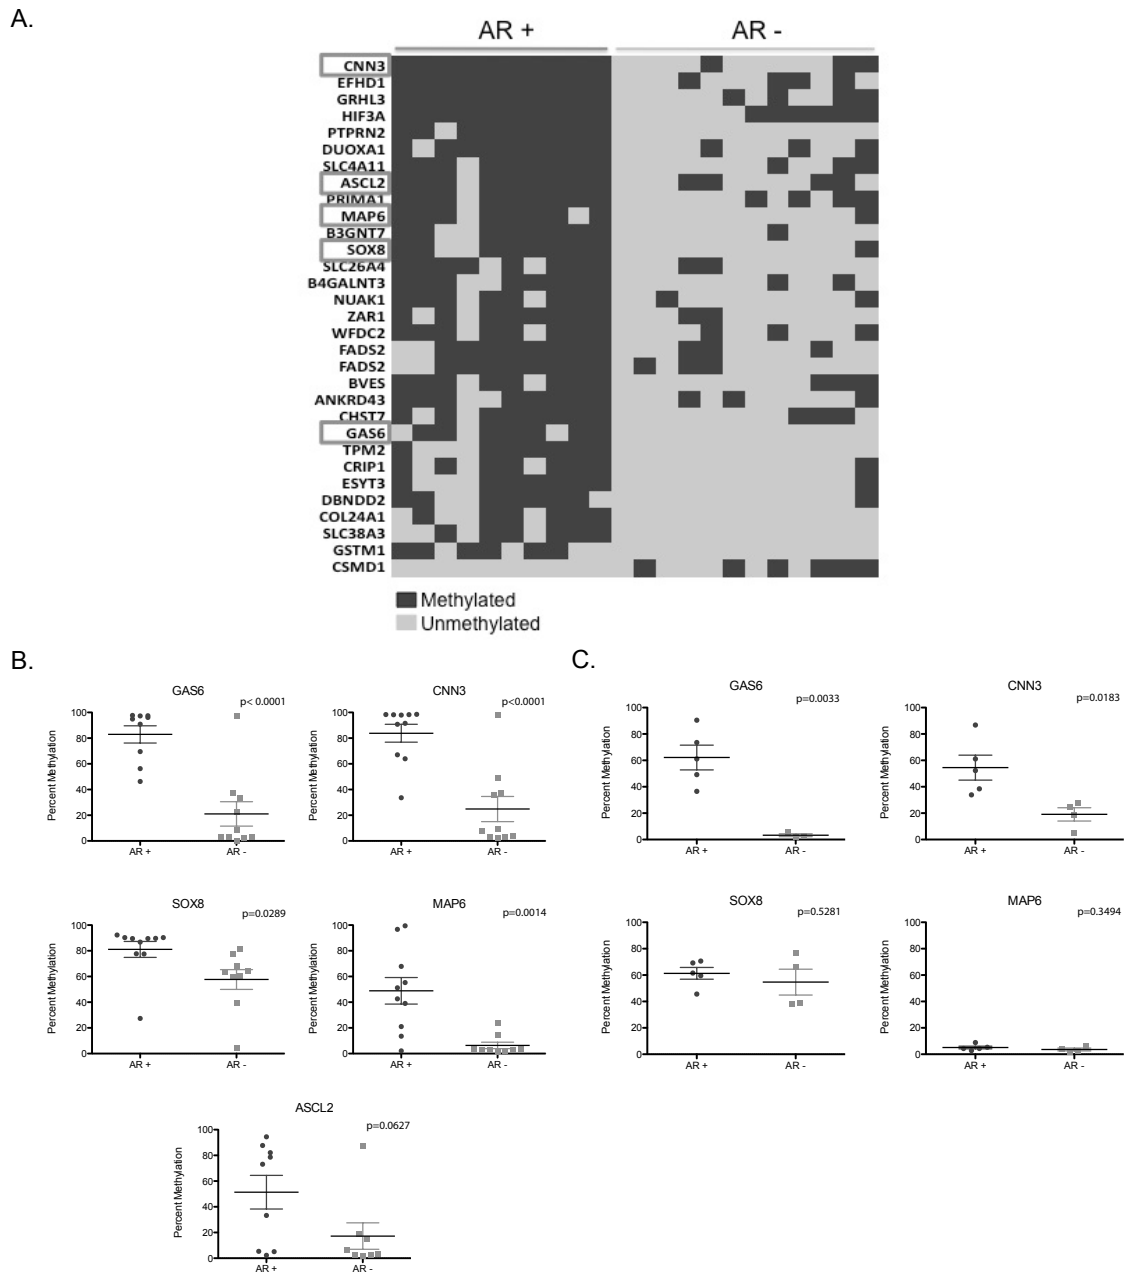 A.
AR +
AR -
CNN3
EFHD1
GRHL3
HIF3A
PTPRN2
DUOXA1
SLC4A11
ASCL2
PRIMA1
MAP6
B3GNT7
SOX8
SLC26A4
B4GALNT3
NUAK1
ZAR1
WFDC2
FADS2
FADS2
BVES
ANKRD43
CHST7
GAS6
TPM2
CRIP1
ESYT3
DBNDD2
COL24A1
SLC38A3
GSTM1
CSMD1
Methylated
Unmethylated
B.
GAS6
p< 0.0001
Percent Methylation
100
80
60
40
20
0
AR +
AR -
CNN3
p<0.0001
Percent Methylation
100
80
60
40
20
0
AR +
AR -
SOX8
p=0.0289
Percent Methylation
100
80
60
40
20
0
AR +
AR -
MAP6
p=0.0014
Percent Methylation
100
80
60
40
20
0
AR +
AR -
ASCL2
p=0.0627
Percent Methylation
100
80
60
40
20
0
AR +
AR -
C.
GAS6
p=0.0033
Percent Methylation
100
80
60
40
20
0
AR +
AR -
CNN3
p=0.0183
Percent Methylation
100
80
60
40
20
0
AR +
AR -
SOX8
p=0.5281
Percent Methylation
100
80
60
40
20
0
AR +
AR -
MAP6
p=0.3494
Percent Methylation
100
80
60
40
20
0
AR +
AR -